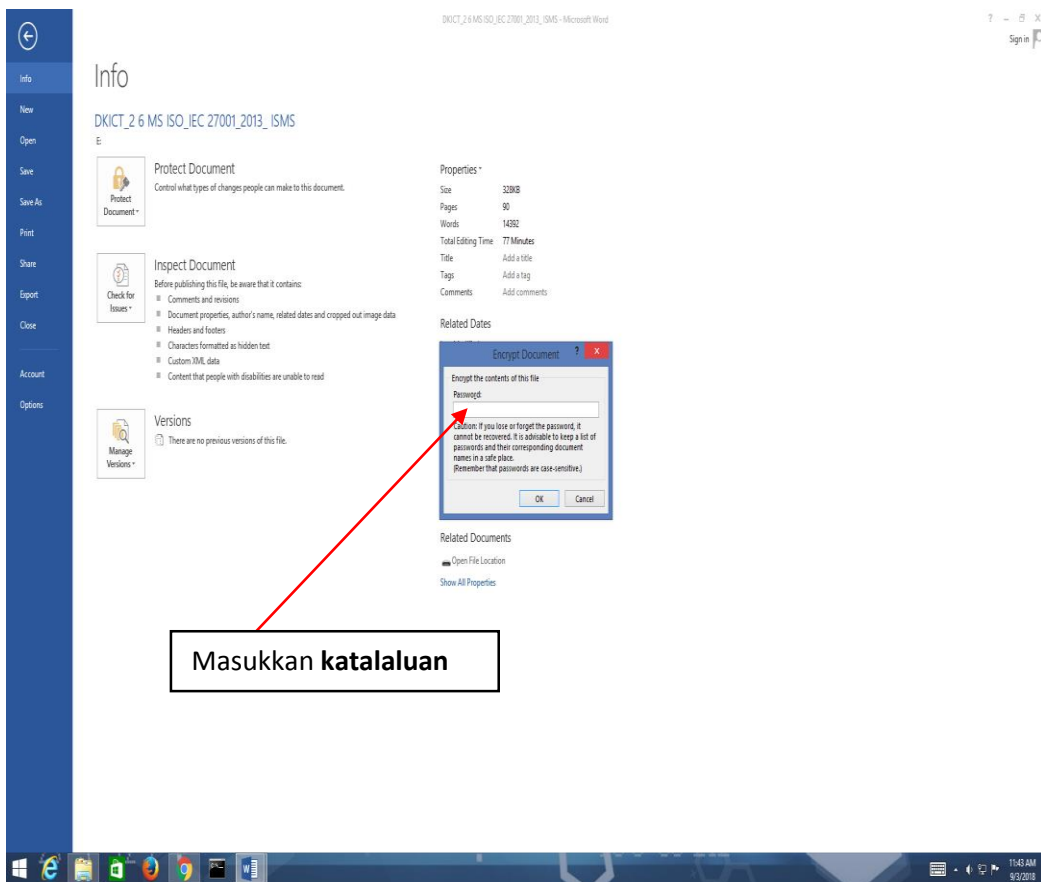 DKICT_2 6 MS ISO_IEC 27001_2013_ ISMS - Microsoft Word
Sign in
Info
New
Open
Save
Save As
Print
Share
Export
Close
Account
Options
Info
DKICT_2 6 MS ISO_IEC 27001_2013_ ISMS
E:
Protect Document
Control what types of changes people can make to this document.
Protect
Document
Inspect Document
Before publishing this file, be aware that it contains:
Comments and revisions
Document properties, author's name, related dates and cropped out image data
Headers and footers
Characters formatted as hidden text
Custom XML data
Content that people with disabilities are unable to read
Check for
Issues
Versions
There are no previous versions of this file.
Manage
Versions
Properties
Size 328KB
Pages 90
Words 14392
Total Editing Time 77 Minutes
Title Add a title
Tags Add a tag
Comments Add comments
Related Dates
Encrypt Document ? X
Encrypt the contents of this file
Password:
Caution: If you lose or forget the password, it
cannot be recovered. It is advisable to keep a list of
passwords and their corresponding document
names in a safe place.
(Remember that passwords are case-sensitive.)
OK Cancel
Related Documents
Open File Location
Show All Properties
Masukkan katalaluan
11:43 AM
9/3/2018